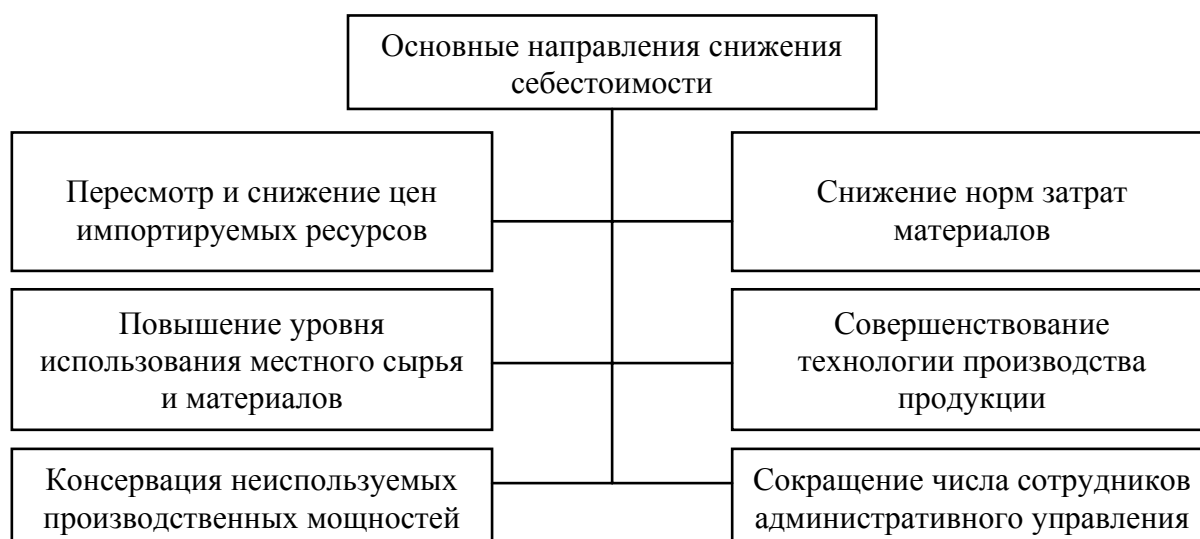 Основные направления снижения
себестоимости
Пересмотр и снижение цен
импортируемых ресурсов
Снижение норм затрат
материалов
Повышение уровня
использования местного сырья
и материалов
Совершенствование
технологии производства
продукции
Консервация неиспользуемых
производственных мощностей
Сокращение числа сотрудников
административного управления